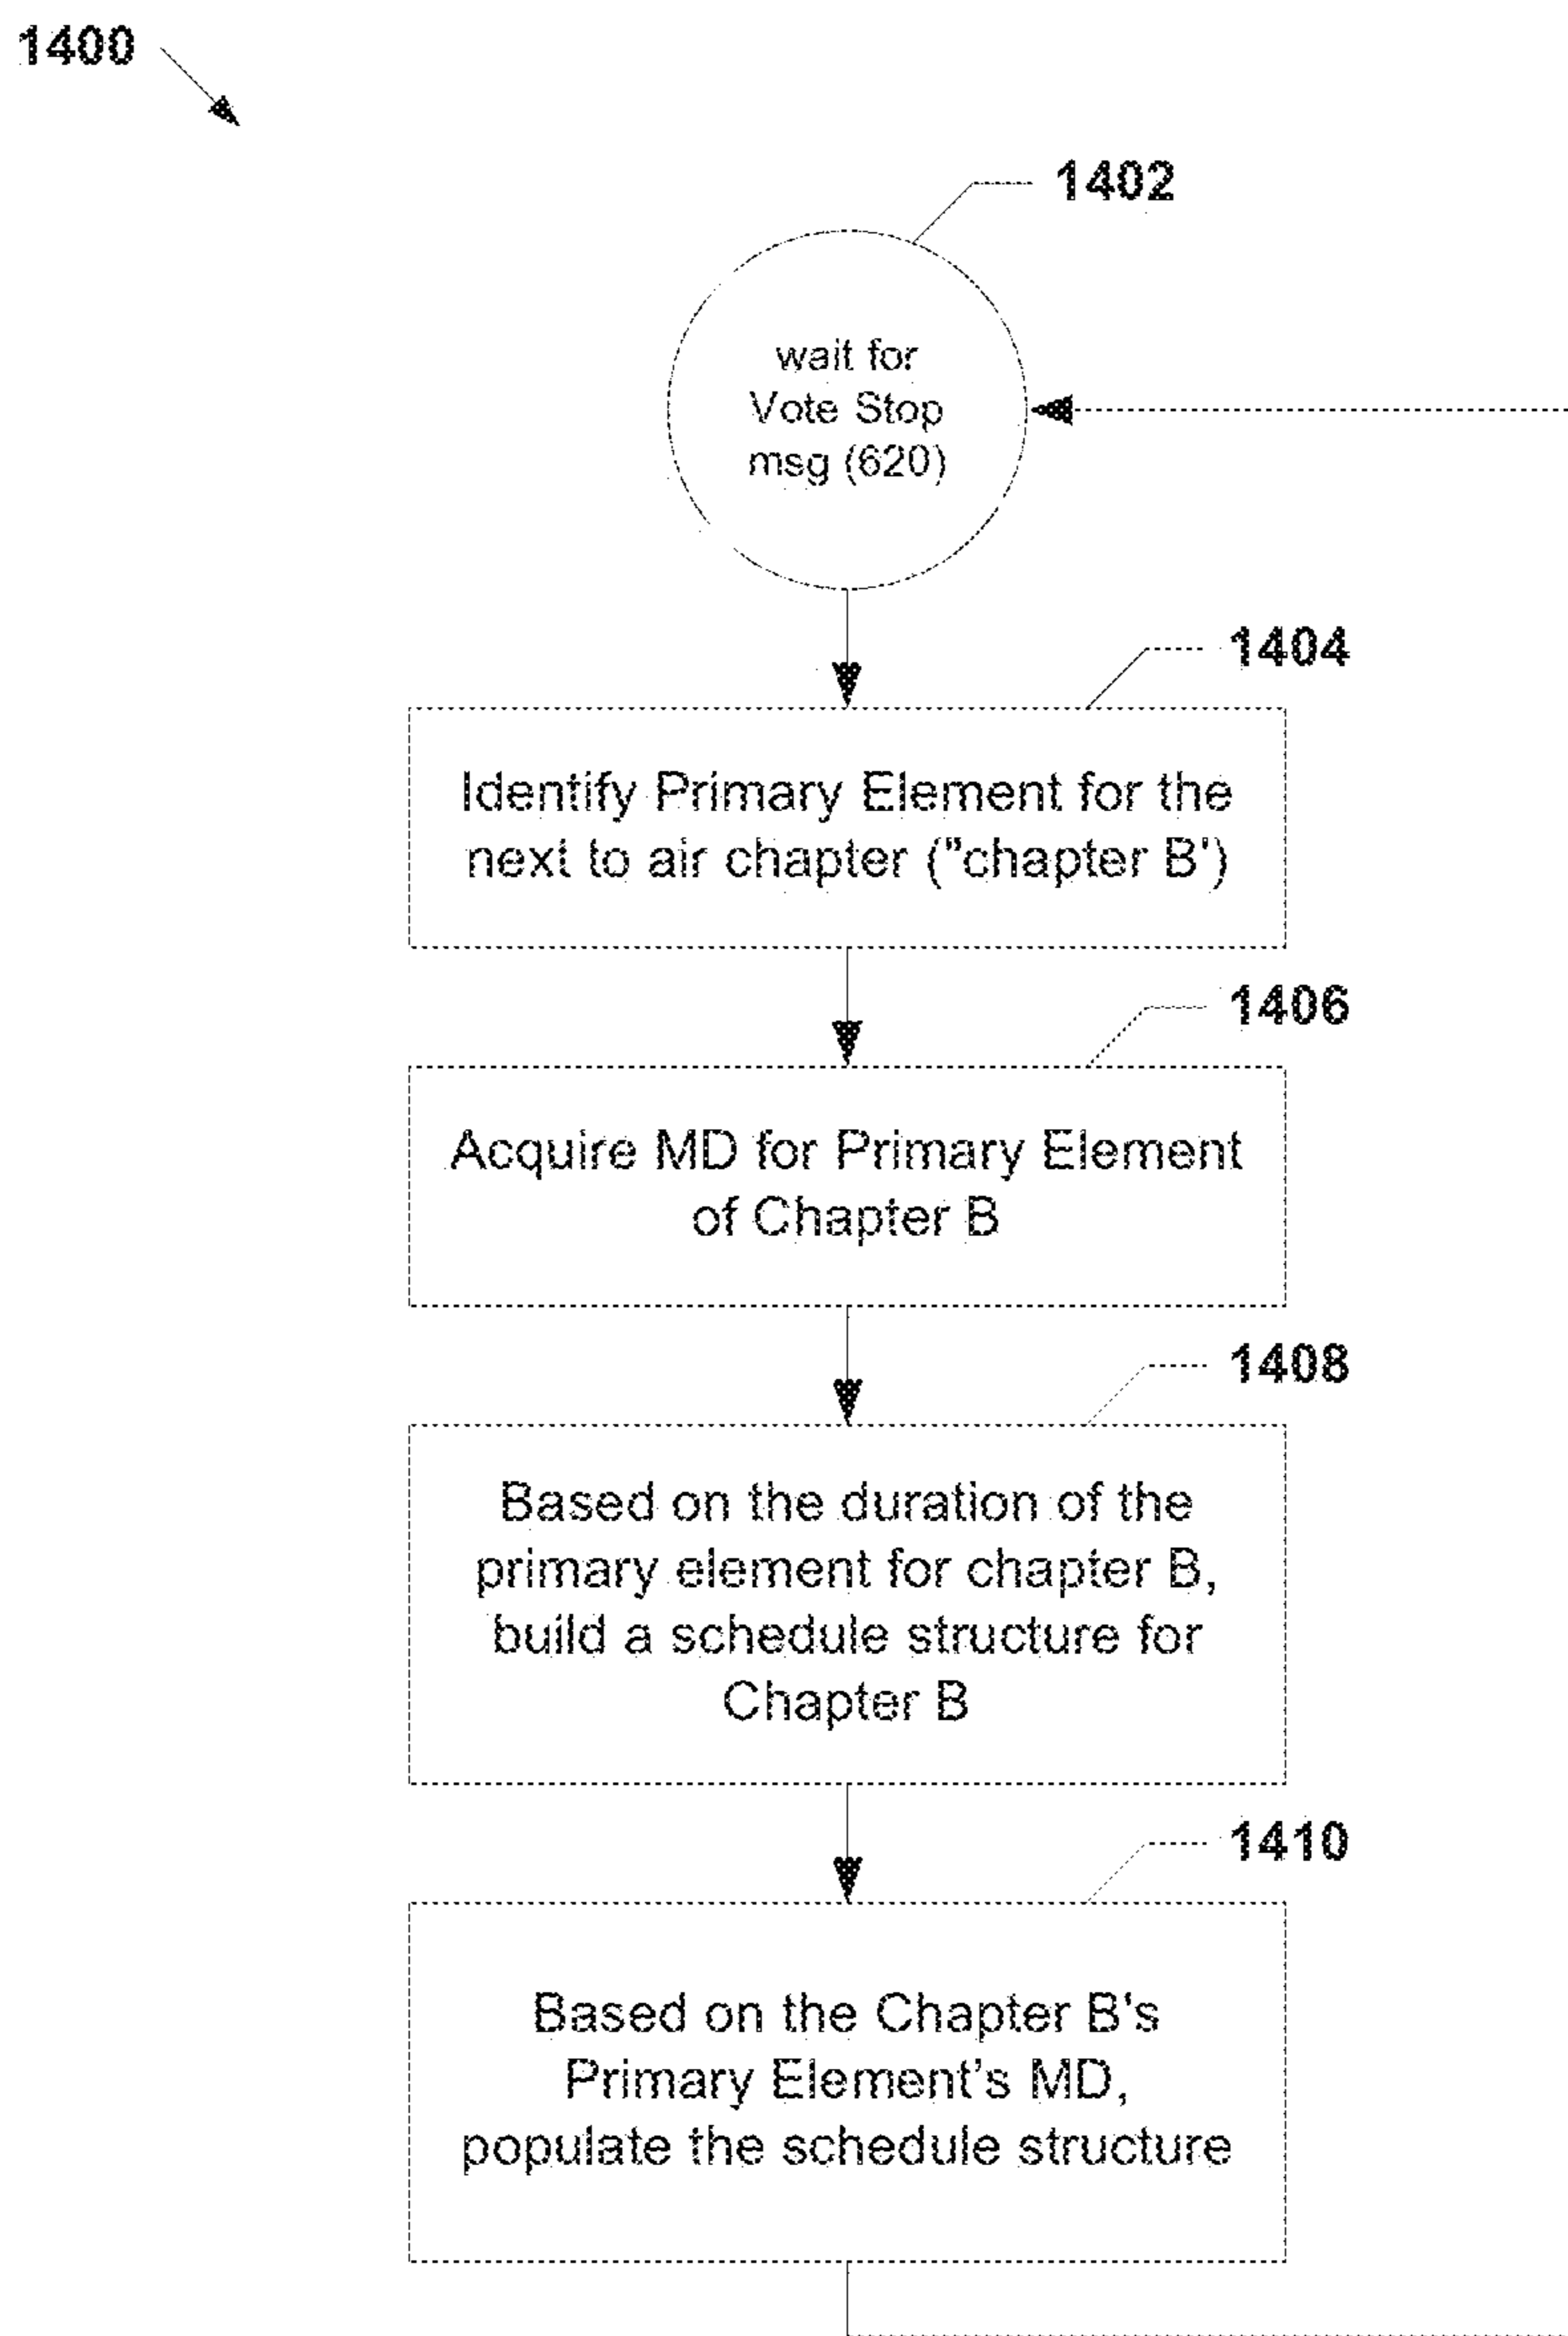 1400
1402
wait for
Vote Stop
msg (620)
1404
Identify Primary Element for the
next to air chapter ("chapter B')
1406
Acquire MD for Primary Element
of Chapter B
1408
Based on the duration of the
primary element for chapter B,
build a schedule structure for
Chapter B
1410
Based on the Chapter B's
Primary Element's MD,
populate the schedule structure